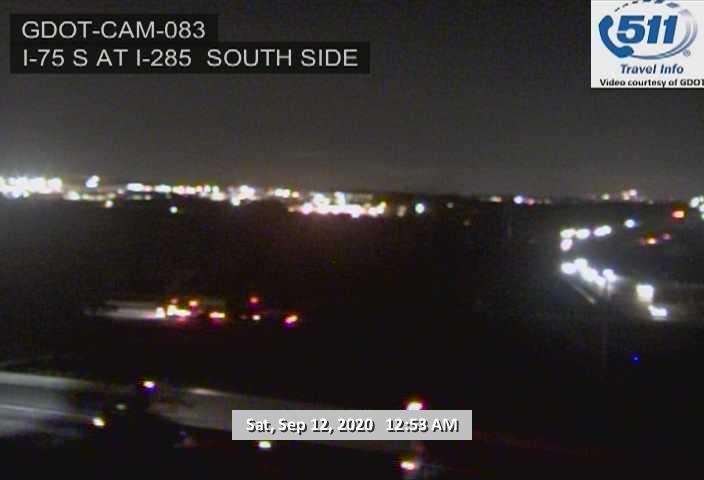 GDOT-CAM-083
I-75 S AT I-285 SOUTH SIDE
511
®
Travel Info
Video courtesy of GDOT
Sat, Sep 12, 2020 12:53 AM